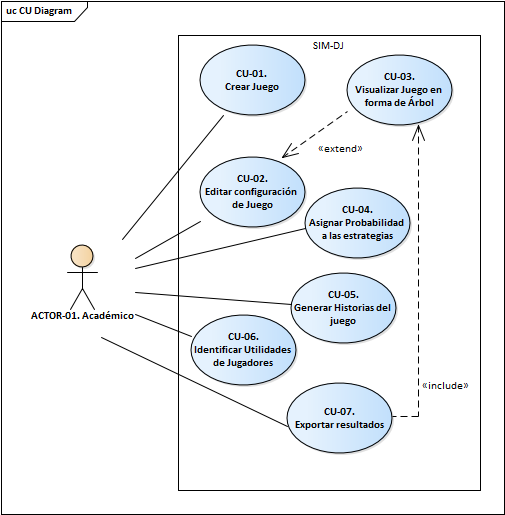 uc CU Diagram
SIM-DJ
CU-01.
Crear Juego
CU-03.
Visualizar Juego en
forma de Árbol
«extend»
CU-02.
Editar configuración
de Juego
CU-04.
Asignar Probabilidad
a las estrategias
ACTOR-01. Académico
CU-05.
Generar Historias del
juego
CU-06.
Identificar Utilidades
de Jugadores
«include»
CU-07.
Exportar resultados